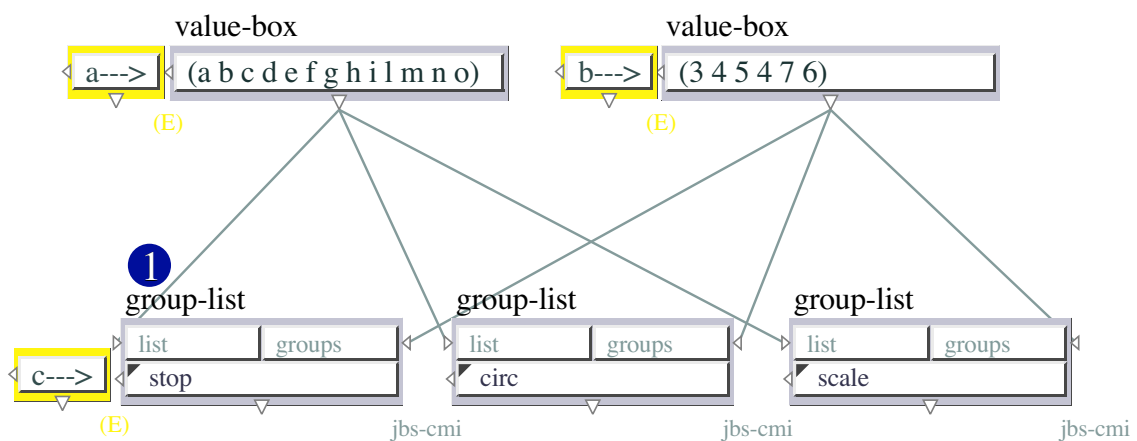 value-box
value-box
a--->
(a b c d e f g h i l m n o)
b--->
(3 4 5 4 7 6)
(E)
(E)
1
group-list
group-list
group-list
list
groups
list
groups
list
groups
c--->
stop
circ
scale
(E)
jbs-cmi
jbs-cmi
jbs-cmi